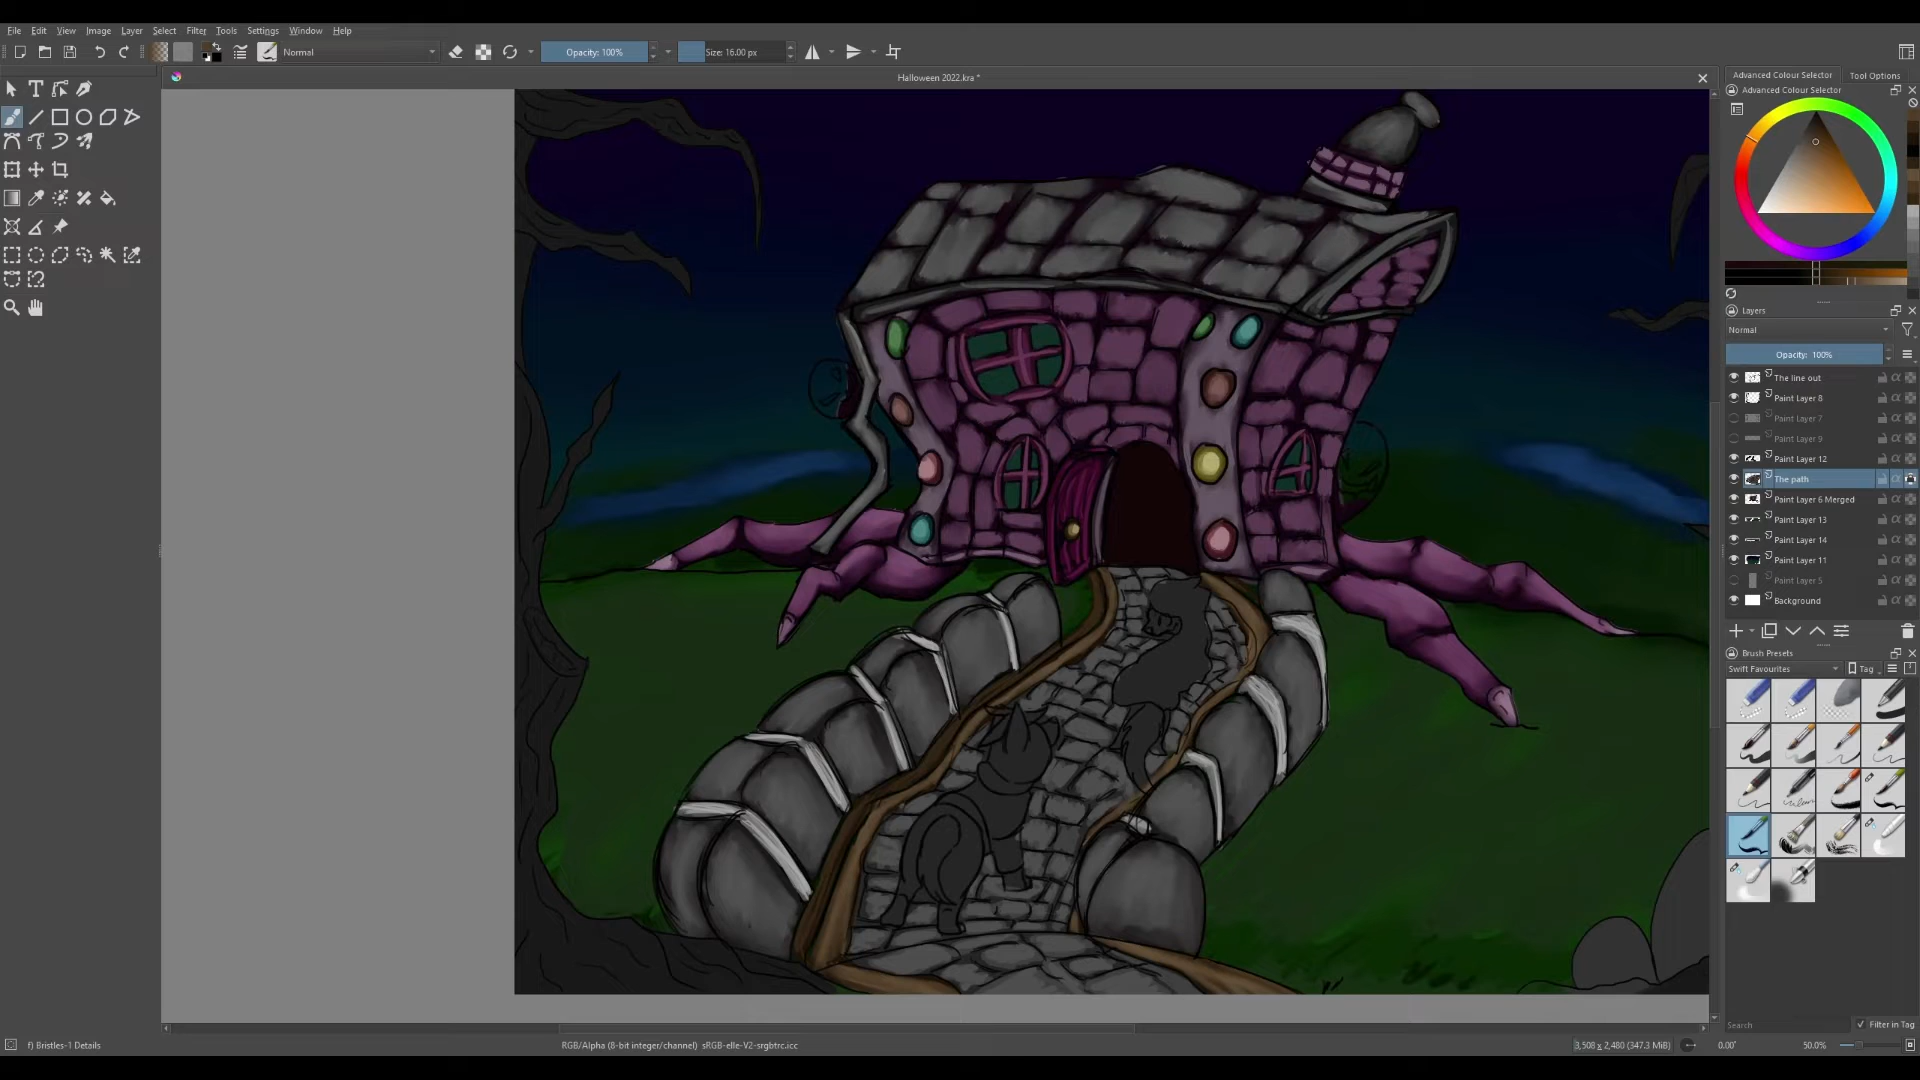 File Edit View Image Layer Select Filter Tools Settings Window Help
Normal Opacity: 100% Size: 16.00 px
Halloween 2022.kra *
Advanced Colour Selector Tool Options
Advanced Colour Selector
Layers
Normal
Opacity: 100%
The line out
Paint Layer 8
Paint Layer 7
Paint Layer 9
Paint Layer 12
The path
Paint Layer 6 Merged
Paint Layer 13
Paint Layer 14
Paint Layer 11
Paint Layer 5
Background
Brush Presets
Swift Favourites Tag
Search Filter in Tag
f) Bristles-1 Details RGB/Alpha (8-bit integer/channel) sRGB-elle-V2-srgbtrc.icc 3,508 x 2,480 (347.3 MiB) 0.00° 50.0%